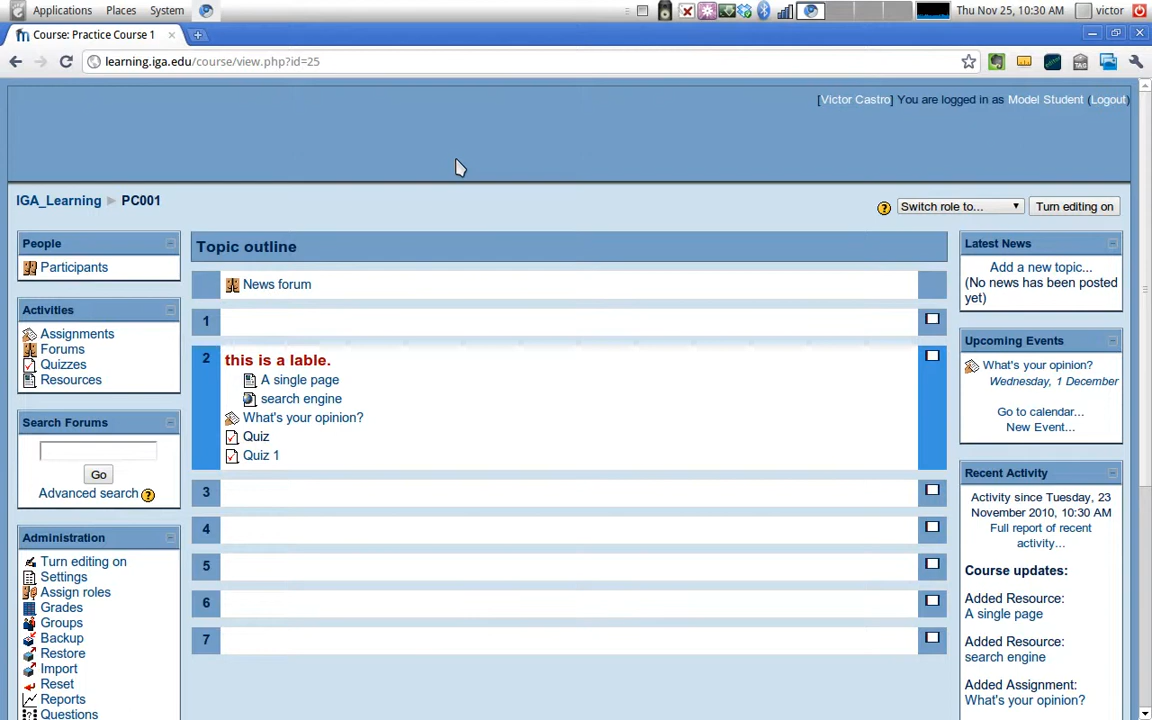 Applications Places System Thu Nov 25, 10:30 AM victor
Course: Practice Course 1
learning.iga.edu/course/view.php?id=25
[Victor Castro] You are logged in as Model Student (Logout)
IGA_Learning PC001
? Switch role to... Turn editing on
People
Participants
Activities
Assignments
Forums
Quizzes
Resources
Search Forums
Go
Advanced search ?
Administration
Turn editing on
Settings
Assign roles
Grades
Groups
Backup
Restore
Import
Reset
Reports
Questions
Topic outline
News forum
1
2 this is a lable.
A single page
search engine
What's your opinion?
Quiz
Quiz 1
3
4
5
6
7
Latest News
Add a new topic...
(No news has been posted
yet)
Upcoming Events
What's your opinion?
Wednesday, 1 December
Go to calendar...
New Event...
Recent Activity
Activity since Tuesday, 23
November 2010, 10:30 AM
Full report of recent
activity...
Course updates:
Added Resource:
A single page
Added Resource:
search engine
Added Assignment:
What's your opinion?